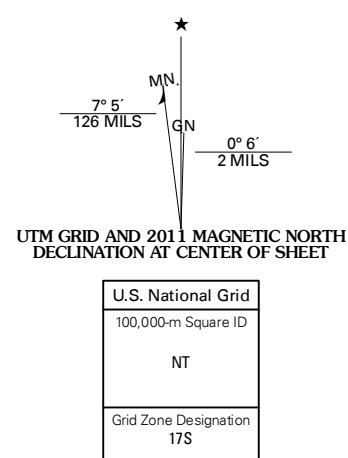 ★
MN.
7° 5´
126 MILS
GN
0° 6´
2 MILS
UTM GRID AND 2011 MAGNETIC NORTH
DECLINATION AT CENTER OF SHEET
U.S. National Grid
100,000-m Square ID
NT
Grid Zone Designation
17S